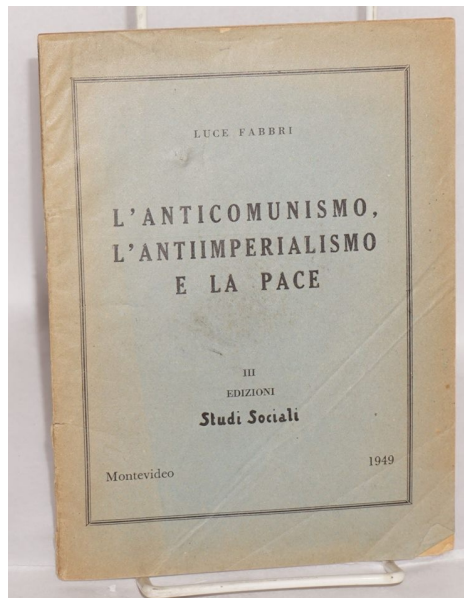 LUCE FABBRI
L'ANTICOMUNISMO,
L'ANTIIMPERIALISMO
E LA PACE
III
EDIZIONI
Studi Sociali
Montevideo
1949